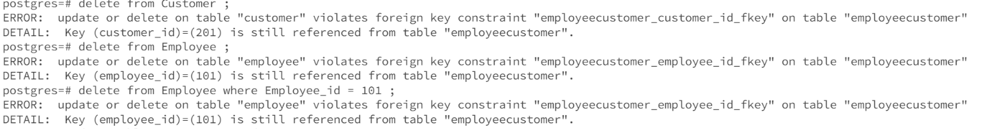 postgres=# delete from Customer ;
ERROR:  update or delete on table "customer" violates foreign key constraint "employeecustomer_customer_id_fkey" on table "employeecustomer"
DETAIL:  Key (customer_id)=(201) is still referenced from table "employeecustomer".
postgres=# delete from Employee ;
ERROR:  update or delete on table "employee" violates foreign key constraint "employeecustomer_employee_id_fkey" on table "employeecustomer"
DETAIL:  Key (employee_id)=(101) is still referenced from table "employeecustomer".
postgres=# delete from Employee where Employee_id = 101 ;
ERROR:  update or delete on table "employee" violates foreign key constraint "employeecustomer_employee_id_fkey" on table "employeecustomer"
DETAIL:  Key (employee_id)=(101) is still referenced from table "employeecustomer".